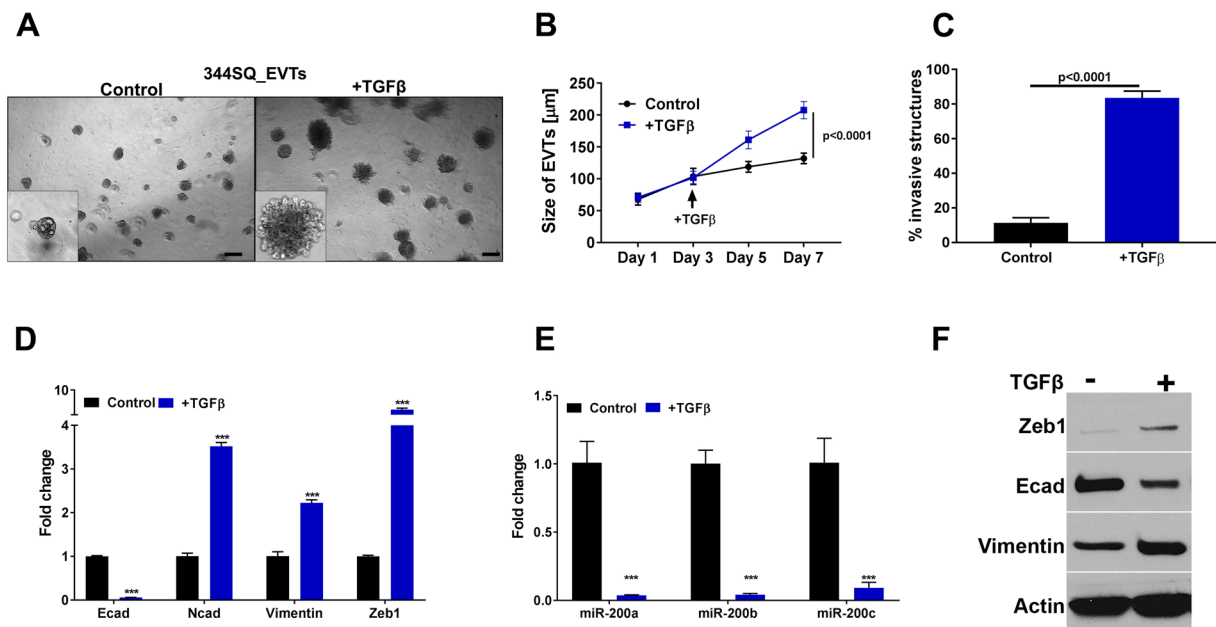 A
344SQ_EVTs
Control
+TGFβ
B
Size of EVTs [µm]
250
200
150
100
50
0
Control
+TGFβ
p<0.0001
+TGFβ
Day 1
Day 3
Day 5
Day 7
C
% invasive structures
100
80
60
40
20
0
p<0.0001
Control
+TGFβ
D
Fold change
10
4
3
2
1
0
Control
+TGFβ
***
***
***
***
Ecad
Ncad
Vimentin
Zeb1
E
Fold change
1.5
1.0
0.5
0.0
Control
+TGFβ
***
***
***
miR-200a
miR-200b
miR-200c
F
TGFβ - +
Zeb1
Ecad
Vimentin
Actin